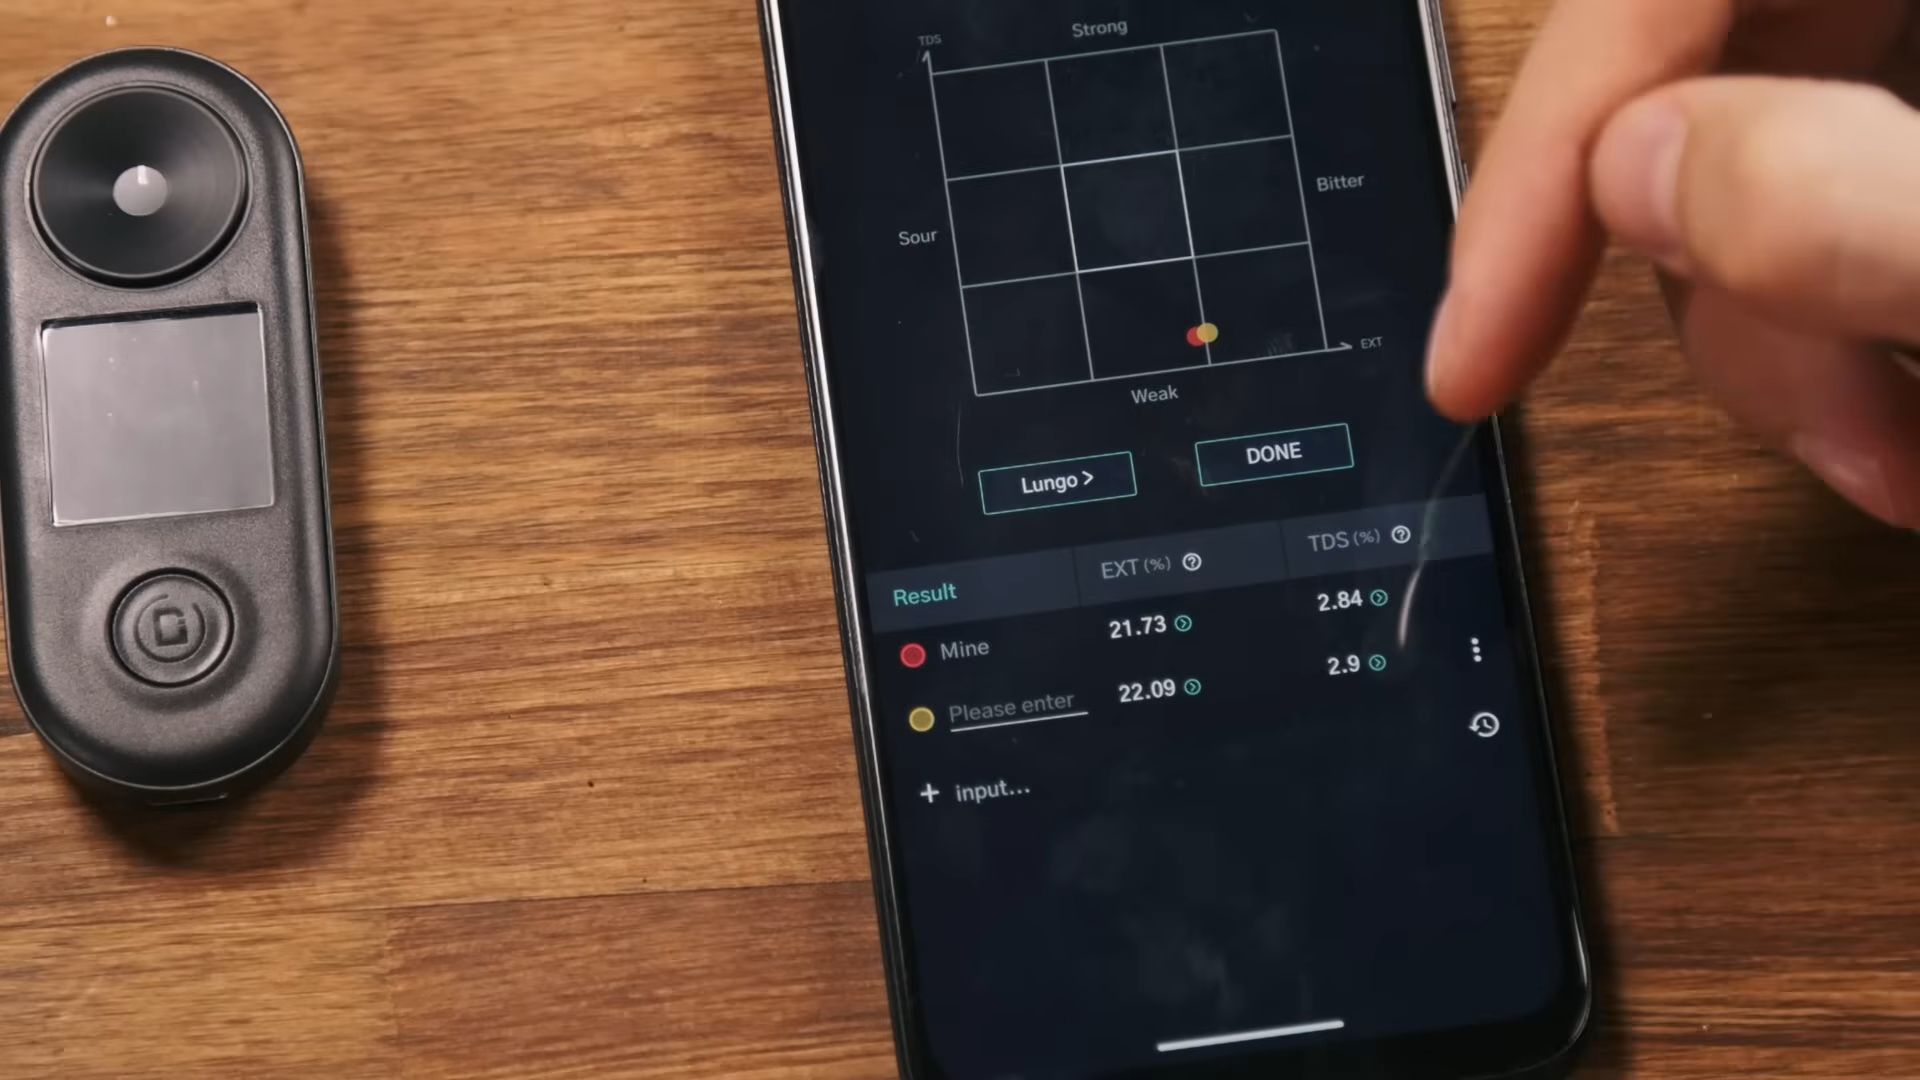 TDS
Strong
Bitter
Sour
EXT
Weak
Lungo >
DONE
Result EXT (%) TDS (%)
Mine 21.73 2.84
Please enter 22.09 2.9
+ input...